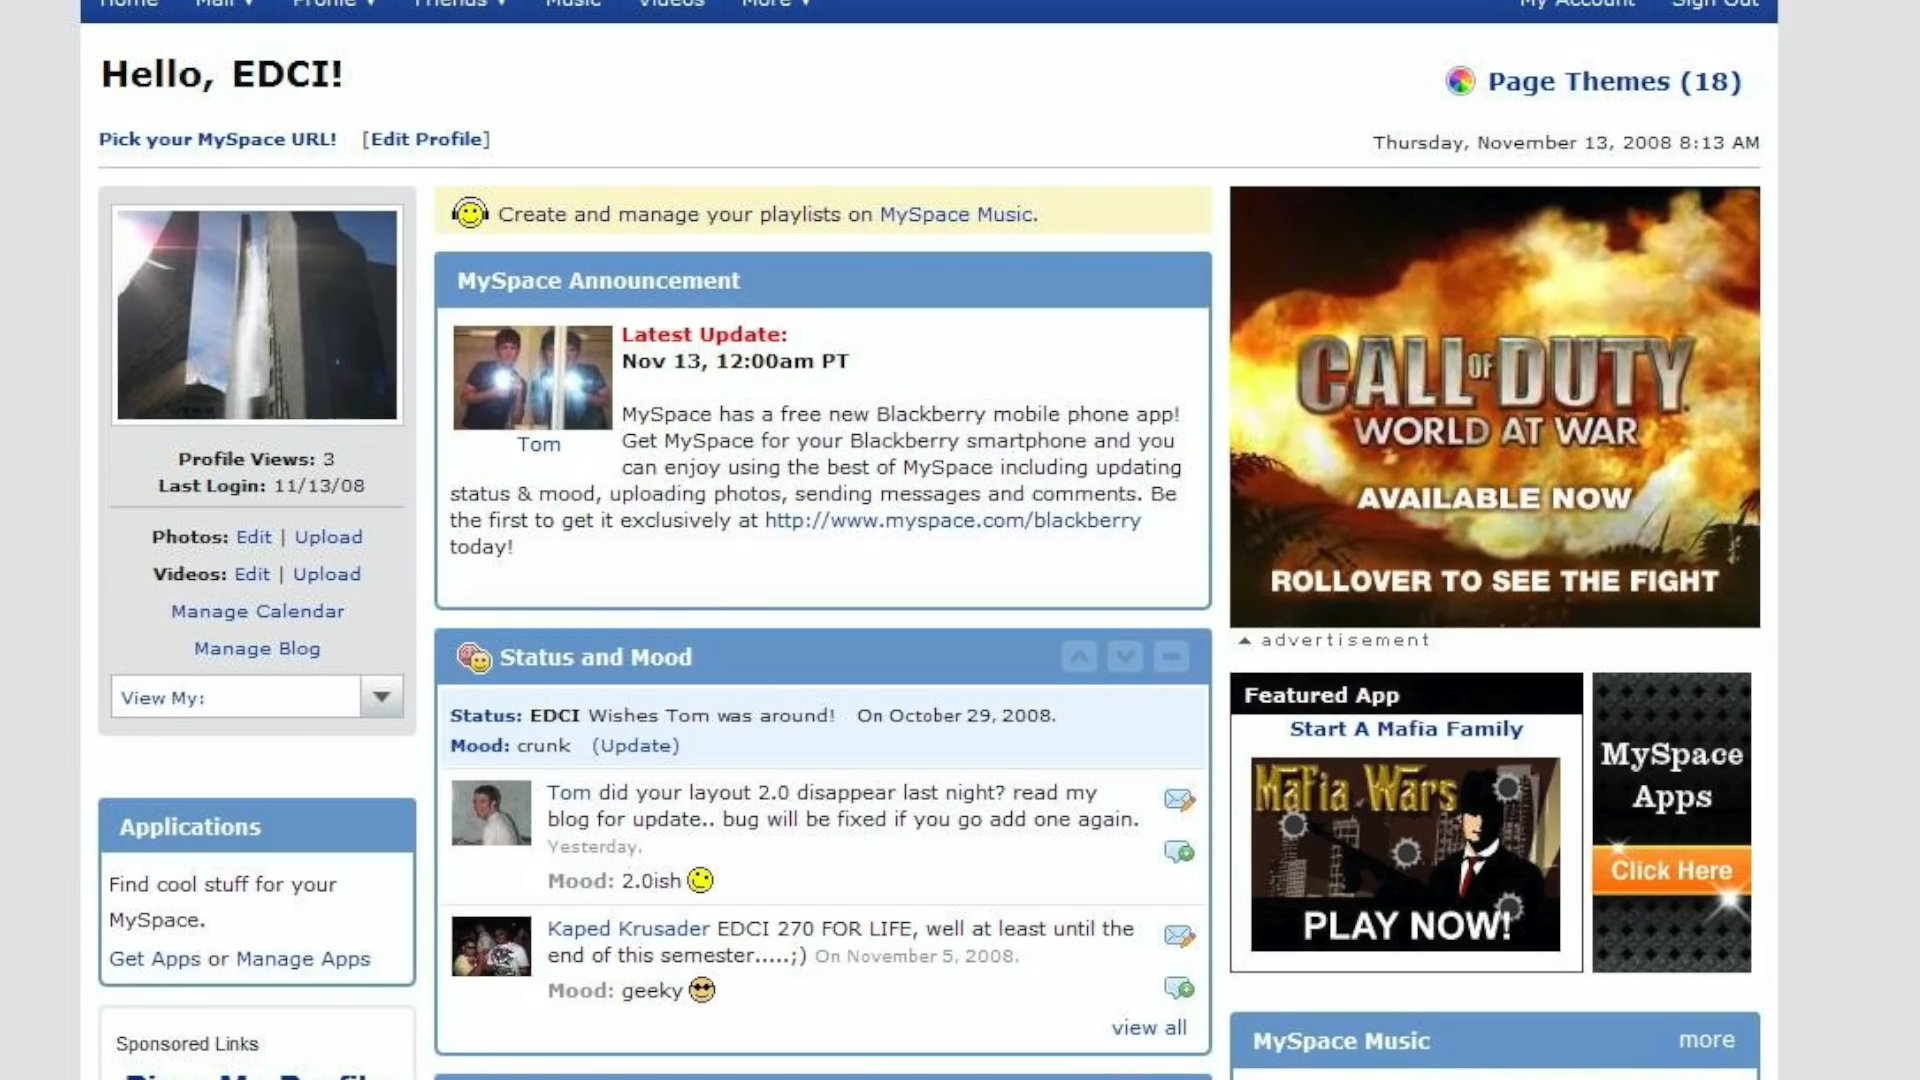 Home Mail Profile Friends Music Videos More My Account Sign Out
Hello, EDCI!
Page Themes (18)
Pick your MySpace URL! [Edit Profile]
Thursday, November 13, 2008 8:13 AM
Profile Views: 3
Last Login: 11/13/08
Photos: Edit | Upload
Videos: Edit | Upload
Manage Calendar
Manage Blog
View My:
Applications
Find cool stuff for your
MySpace.
Get Apps or Manage Apps
Sponsored Links
Create and manage your playlists on MySpace Music.
MySpace Announcement
Latest Update:
Nov 13, 12:00am PT
Tom
MySpace has a free new Blackberry mobile phone app!
Get MySpace for your Blackberry smartphone and you
can enjoy using the best of MySpace including updating
status & mood, uploading photos, sending messages and comments. Be
the first to get it exclusively at http://www.myspace.com/blackberry
today!
Status and Mood
Status: EDCI Wishes Tom was around! On October 29, 2008.
Mood: crunk (Update)
Tom did your layout 2.0 disappear last night? read my
blog for update.. bug will be fixed if you go add one again.
Yesterday.
Mood: 2.0ish
Kaped Krusader EDCI 270 FOR LIFE, well at least until the
end of this semester.....;) On November 5, 2008.
Mood: geeky
view all
CALL OF DUTY
WORLD AT WAR
AVAILABLE NOW
ROLLOVER TO SEE THE FIGHT
advertisement
Featured App
Start A Mafia Family
Mafia Wars
PLAY NOW!
MySpace
Apps
Click Here
MySpace Music more